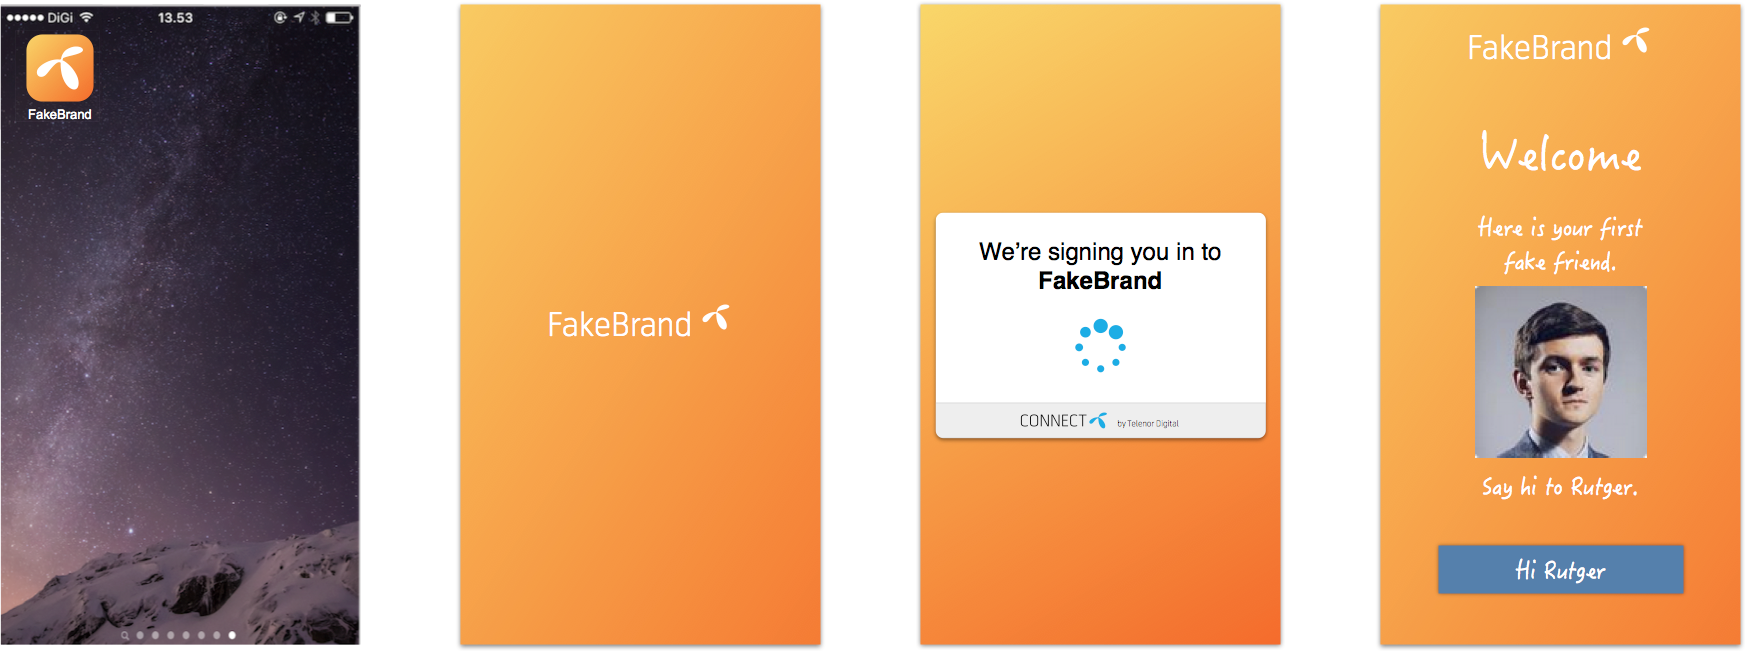 DiGi 13.53
FakeBrand
FakeBrand
We’re signing you in to
FakeBrand
CONNECT by Telenor Digital
FakeBrand
Welcome
Here is your first
fake friend.
Say hi to Rutger.
Hi Rutger